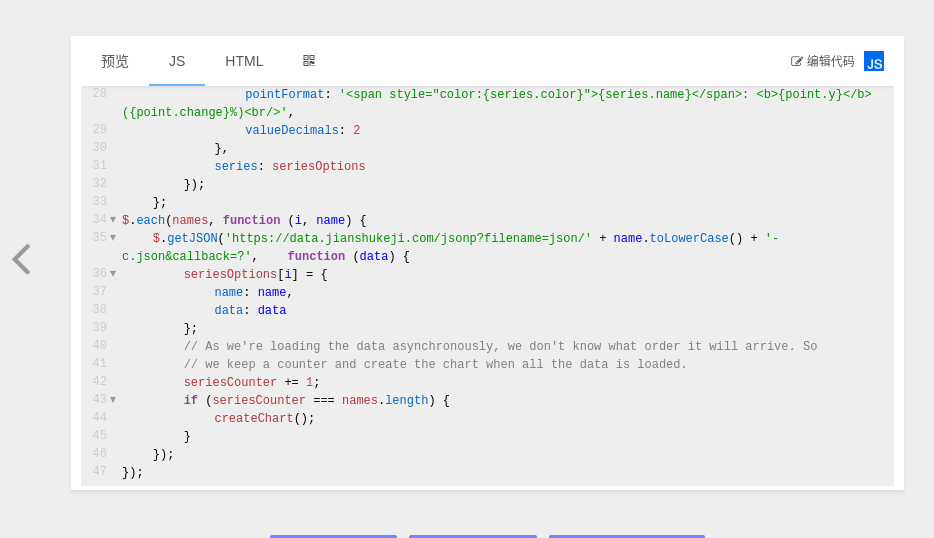 预览 JS HTML 编辑代码 JS
28 pointFormat: '<span style="color:{series.color}">{series.name}</span>: <b>{point.y}</b>
({point.change}%)<br/>',
29 valueDecimals: 2
30 },
31 series: seriesOptions
32 });
33 };
34 $.each(names, function (i, name) {
35 $.getJSON('https://data.jianshukeji.com/jsonp?filename=json/' + name.toLowerCase() + '-
c.json&callback=?', function (data) {
36 seriesOptions[i] = {
37 name: name,
38 data: data
39 };
40 // As we're loading the data asynchronously, we don't know what order it will arrive. So
41 // we keep a counter and create the chart when all the data is loaded.
42 seriesCounter += 1;
43 if (seriesCounter === names.length) {
44 createChart();
45 }
46 });
47 });